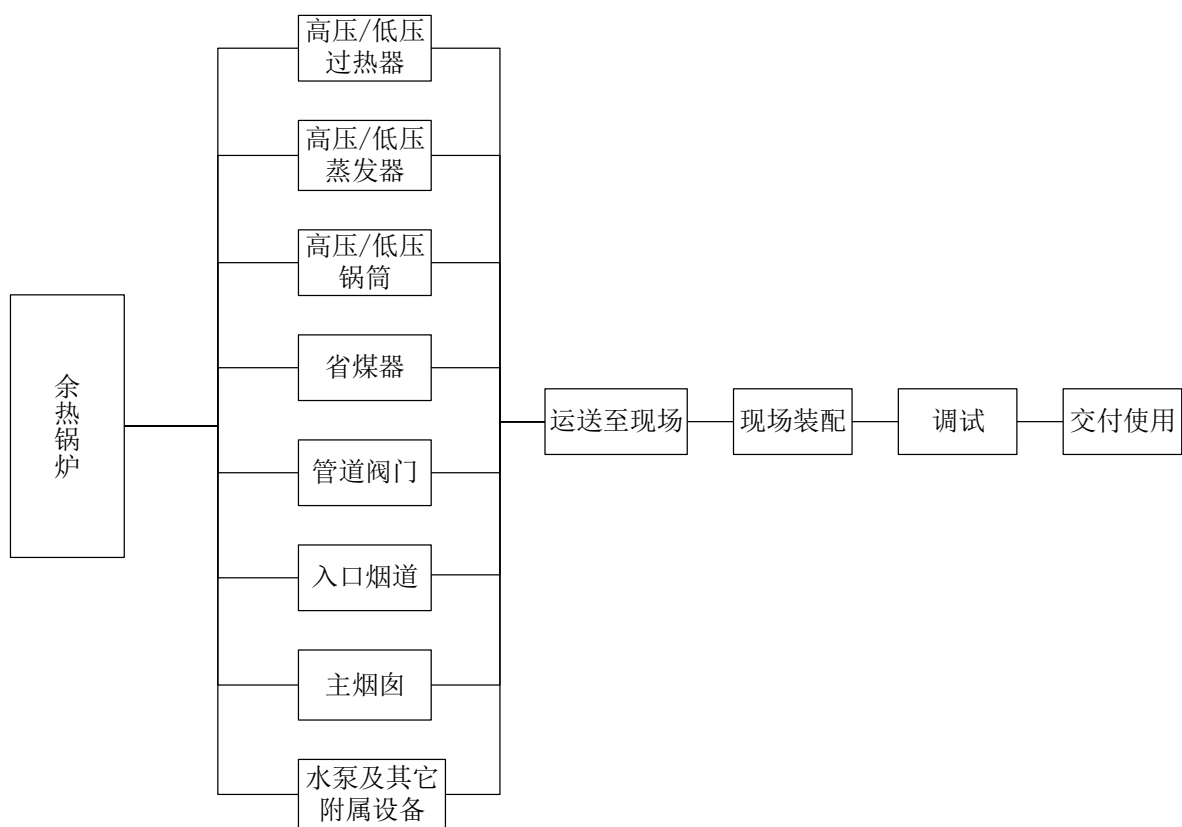 高压/低压
过热器
高压/低压
蒸发器
高压/低压
锅筒
余热锅炉
省煤器
管道阀门
入口烟道
主烟囱
水泵及其它
附属设备
运送至现场
现场装配
调试
交付使用